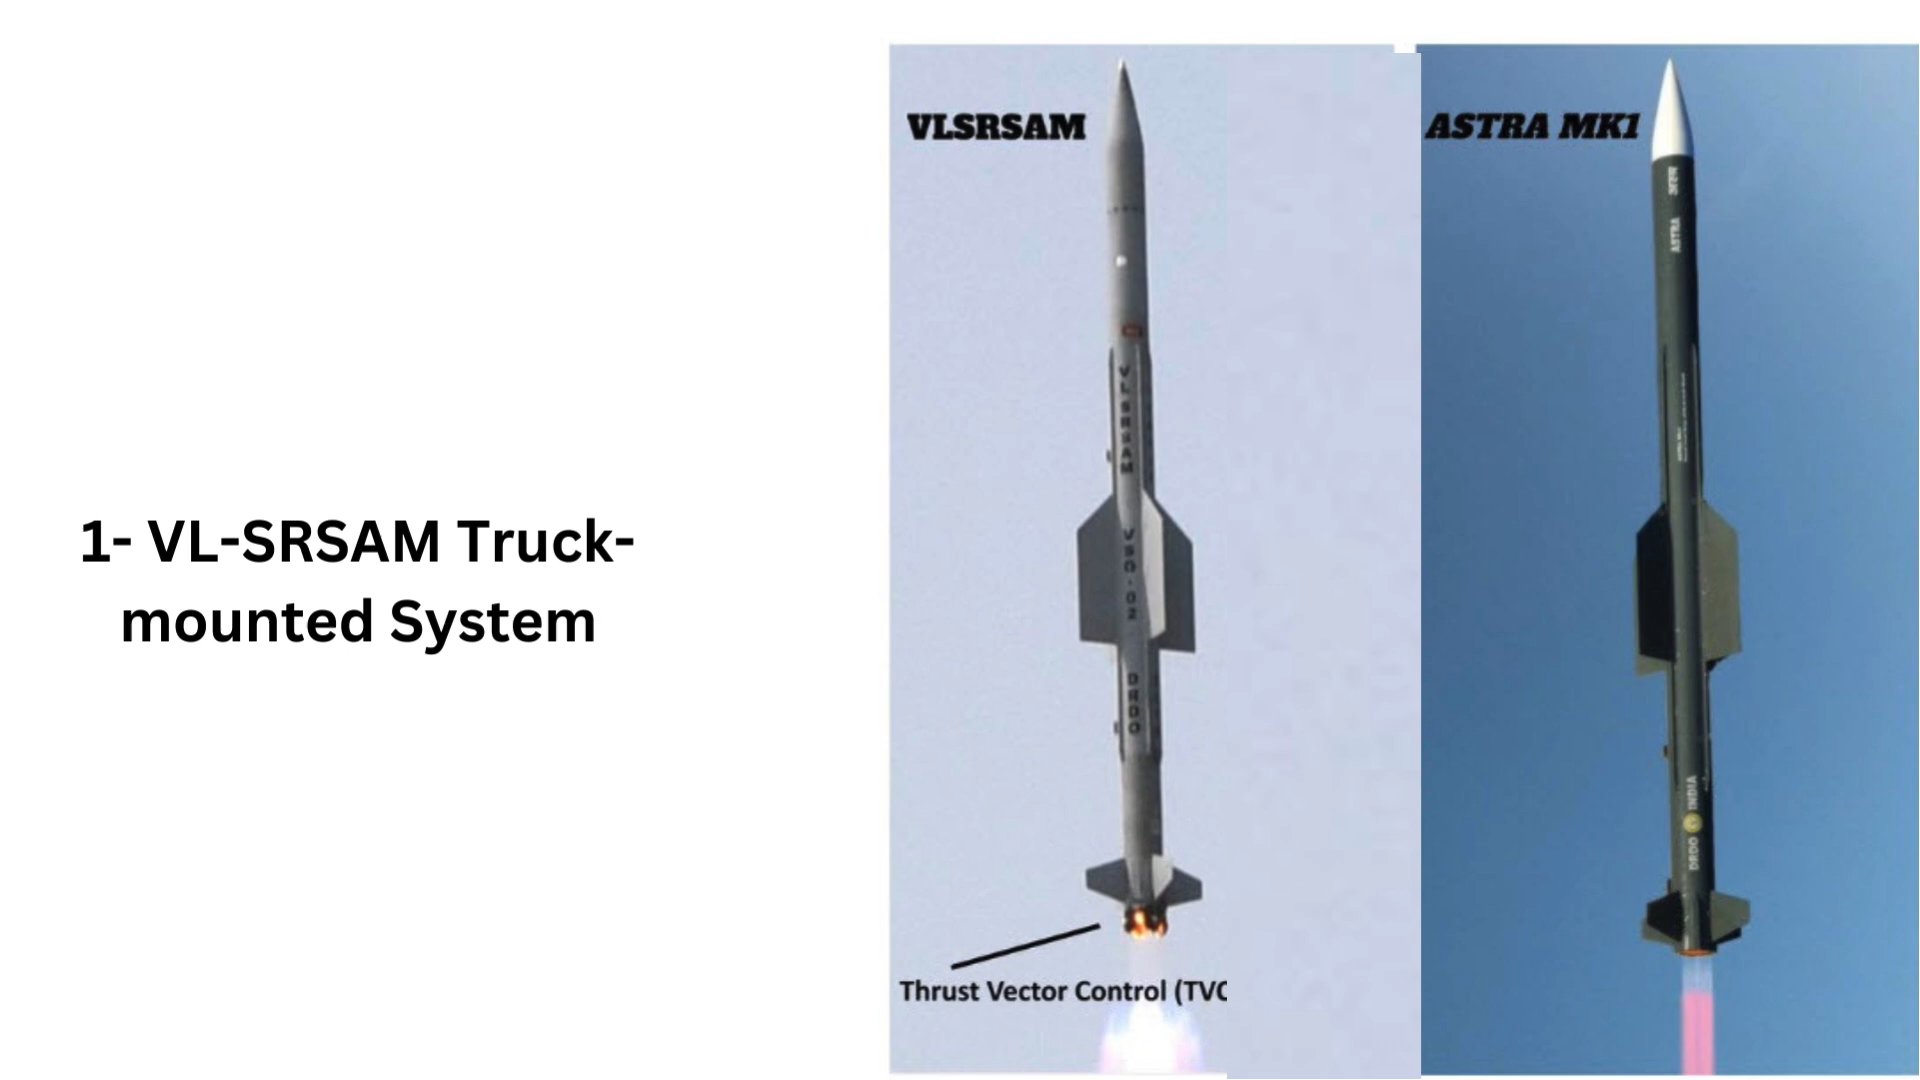 1- VL-SRSAM Truck-
mounted System
VLSRSAM
VLSRSAM
VSD-02
DRDO
Thrust Vector Control (TVC
ASTRA MK1
अस्त्र
ASTRA
DRDO INDIA